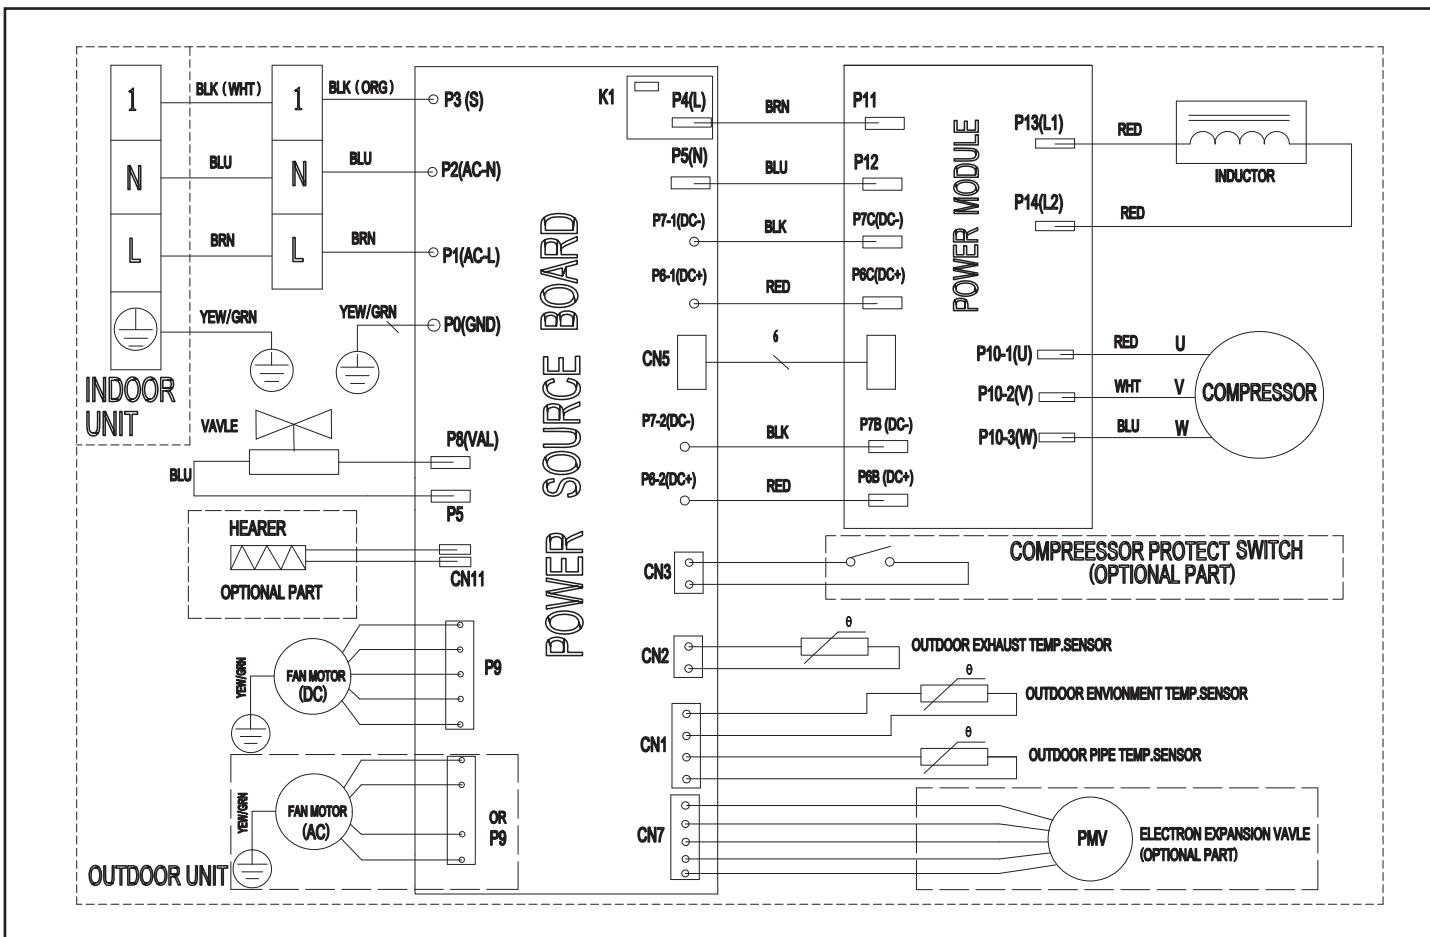 1
BLK (WHT)
1
BLK (ORG)
P3 (S)
N
BLU
N
BLU
P2(AC-N)
L
BRN
L
BRN
P1(AC-L)
YEW/GRN
YEW/GRN
P0(GND)
INDOOR
UNIT
VAVLE
P8(VAL)
BLU
P5
HEARER
OPTIONAL PART
CN11
FAN MOTOR
(DC)
YEW/GRN
P9
FAN MOTOR
(AC)
YEW/GRN
OR
P9
OUTDOOR UNIT
POWER SOURCE BOARD
K1
P4(L)
BRN
P11
P5(N)
BLU
P12
P7-1(DC-)
BLK
P7C(DC-)
P6-1(DC+)
RED
P6C(DC+)
CN5
6
P7-2(DC-)
BLK
P7B (DC-)
P6-2(DC+)
RED
P6B (DC+)
POWER MODULE
P13(L1)
RED
INDUCTOR
P14(L2)
RED
P10-1(U)
RED
U
P10-2(V)
WHT
V
COMPRESSOR
P10-3(W)
BLU
W
CN3
COMPREESSOR PROTECT SWITCH
(OPTIONAL PART)
CN2
θ
OUTDOOR EXHAUST TEMP.SENSOR
CN1
θ
OUTDOOR ENVIONMENT TEMP.SENSOR
θ
OUTDOOR PIPE TEMP.SENSOR
CN7
PMV
ELECTRON EXPANSION VAVLE
(OPTIONAL PART)